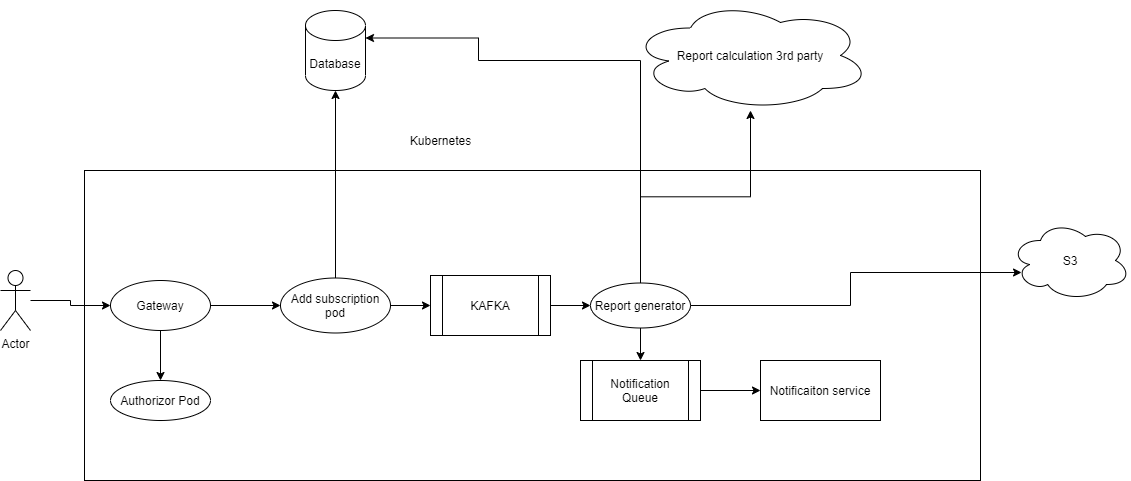 Database
Report calculation 3rd party
Kubernetes
S3
Actor
Gateway
Add subscription
pod
KAFKA
Report generator
Authorizor Pod
Notification
Queue
Notificaiton service